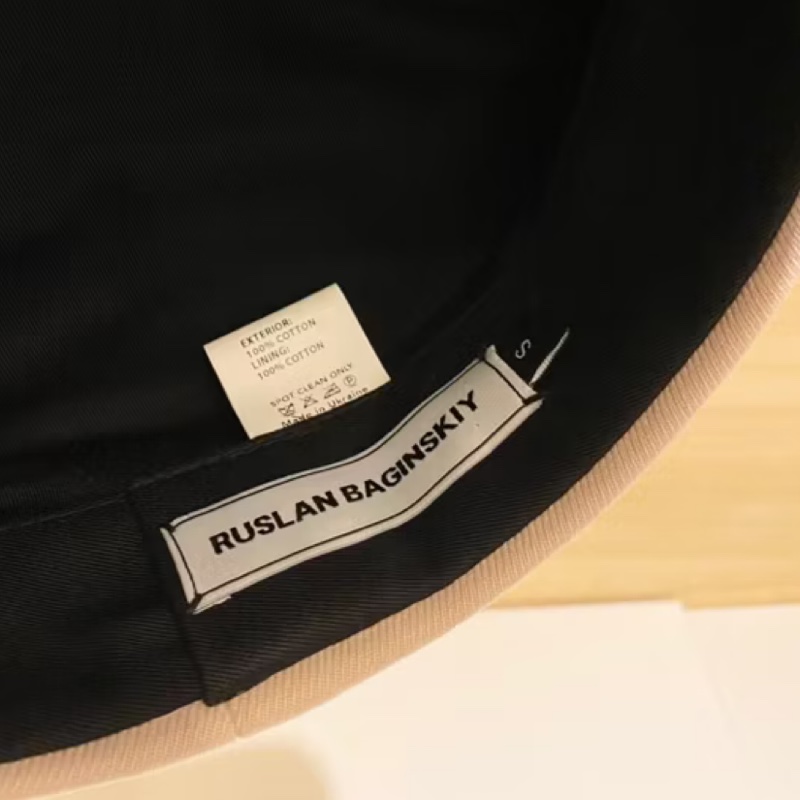 EXTERIOR:
100% COTTON
LINING:
100% COTTON
SPOT CLEAN ONLY
Made in Ukraine
RUSLAN BAGINSKIY
S